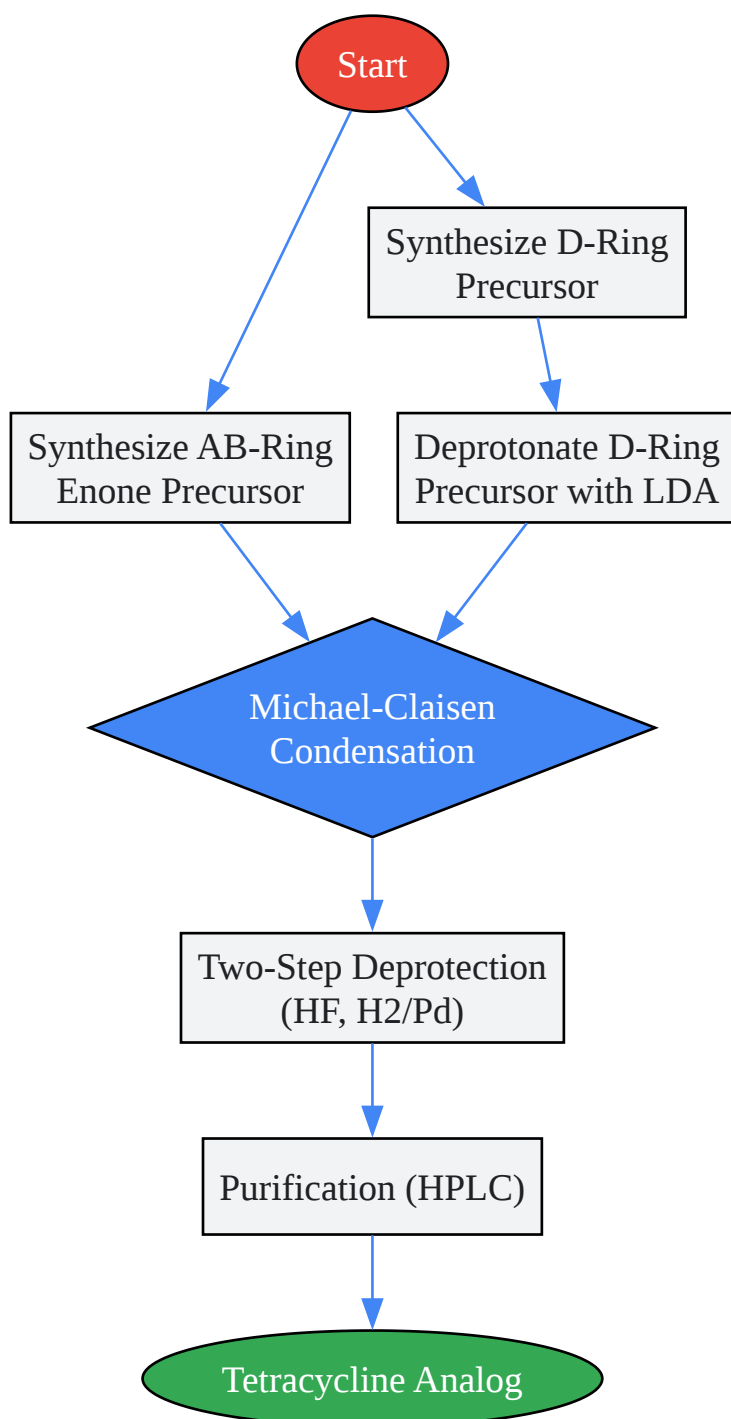 Start
Synthesize D-Ring
Precursor
Synthesize AB-Ring
Enone Precursor
Deprotonate D-Ring
Precursor with LDA
Michael-Claisen
Condensation
Two-Step Deprotection
(HF, H2/Pd)
Purification (HPLC)
Tetracycline Analog